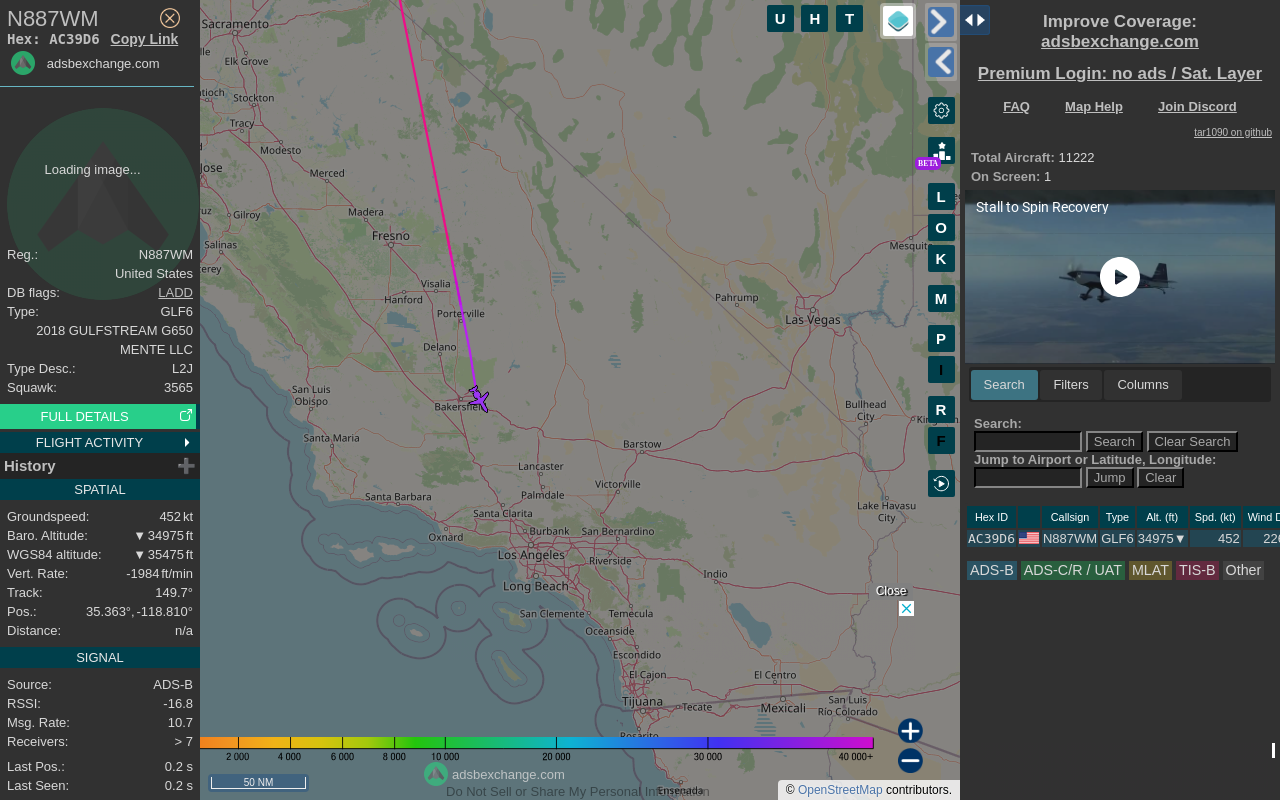 N887WM
Hex: AC39D6 Copy Link
adsbexchange.com
Loading image...
Reg.: N887WM
United States
DB flags: LADD
Type: GLF6
2018 GULFSTREAM G650
MENTE LLC
Type Desc.: L2J
Squawk: 3565
FULL DETAILS
FLIGHT ACTIVITY
History
SPATIAL
Groundspeed: 452 kt
Baro. Altitude: ▼ 34975 ft
WGS84 altitude: ▼ 35475 ft
Vert. Rate: -1984 ft/min
Track: 149.7°
Pos.: 35.363°, -118.810°
Distance: n/a
SIGNAL
Source: ADS-B
RSSI: -16.8
Msg. Rate: 10.7
Receivers: > 7
Last Pos.: 0.2 s
Last Seen: 0.2 s
Sacramento
Elk Grove
Stockton
Tracy
Modesto
Merced
Gilroy
Madera
Salinas
Fresno
Visalia
Hanford
Porterville
Delano
San Luis
Obispo
Santa Maria
Lancaster
Palmdale
Victorville
Barstow
Santa Barbara
Santa Clarita
Oxnard
Burbank
San Bernardino
Los Angeles
Riverside
Long Beach
Indio
San Clemente
Temecula
Oceanside
Escondido
El Cajon
El Centro
Tijuana
Tecate
Mexicali
San Luis
Río Colorado
Ensenada
Pahrump
Las Vegas
Bullhead
City
Lake Havasu
City
U H T
BETA
L
O
K
M
P
I
R
F
Close
2 000 4 000 6 000 8 000 10 000 20 000 30 000 40 000+
50 NM
adsbexchange.com
Do Not Sell or Share My Personal Information
© OpenStreetMap contributors.
Improve Coverage:
adsbexchange.com
Premium Login: no ads / Sat. Layer
FAQ Map Help Join Discord
tar1090 on github
Total Aircraft: 11222
On Screen: 1
Stall to Spin Recovery
Search Filters Columns
Search:
Search Clear Search
Jump to Airport or Latitude, Longitude:
Jump Clear
Hex ID Callsign Type Alt. (ft) Spd. (kt) Wind D
AC39D6 N887WM GLF6 34975▼ 452 226
ADS-B ADS-C/R / UAT MLAT TIS-B Other